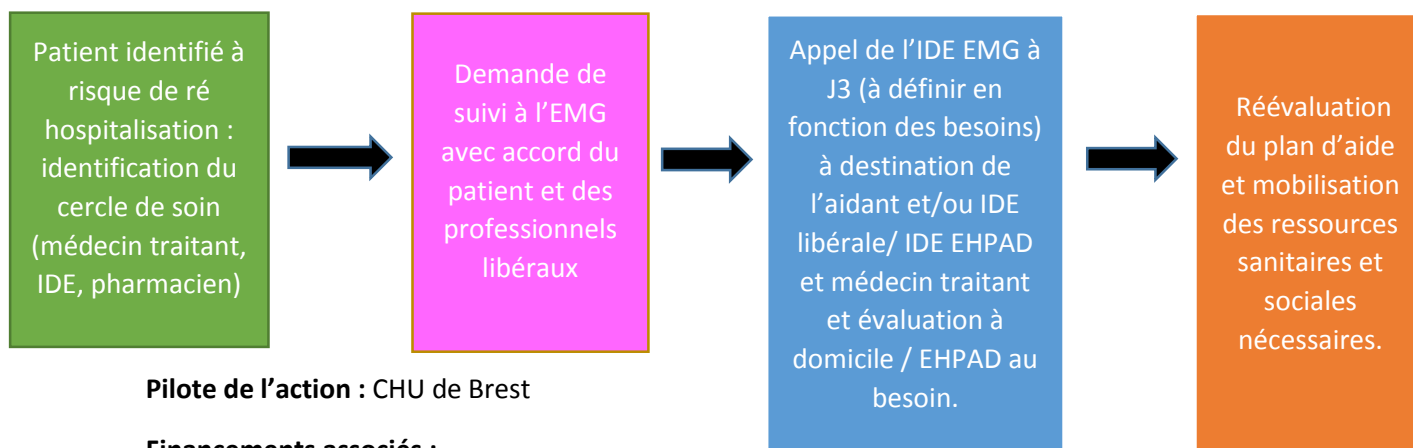 Patient identifié à
risque de ré
hospitalisation :
identification du
cercle de soin
(médecin traitant,
IDE, pharmacien)
Demande de
suivi à l’EMG
avec accord du
patient et des
professionnels
libéraux
Appel de l’IDE EMG à
J3 (à définir en
fonction des besoins)
à destination de
l’aidant et/ou IDE
libérale/ IDE EHPAD
et médecin traitant
et évaluation à
domicile / EHPAD au
besoin.
Réévaluation
du plan d’aide
et mobilisation
des ressources
sanitaires et
sociales
nécessaires.
Pilote de l’action : CHU de Brest
Financements associés :